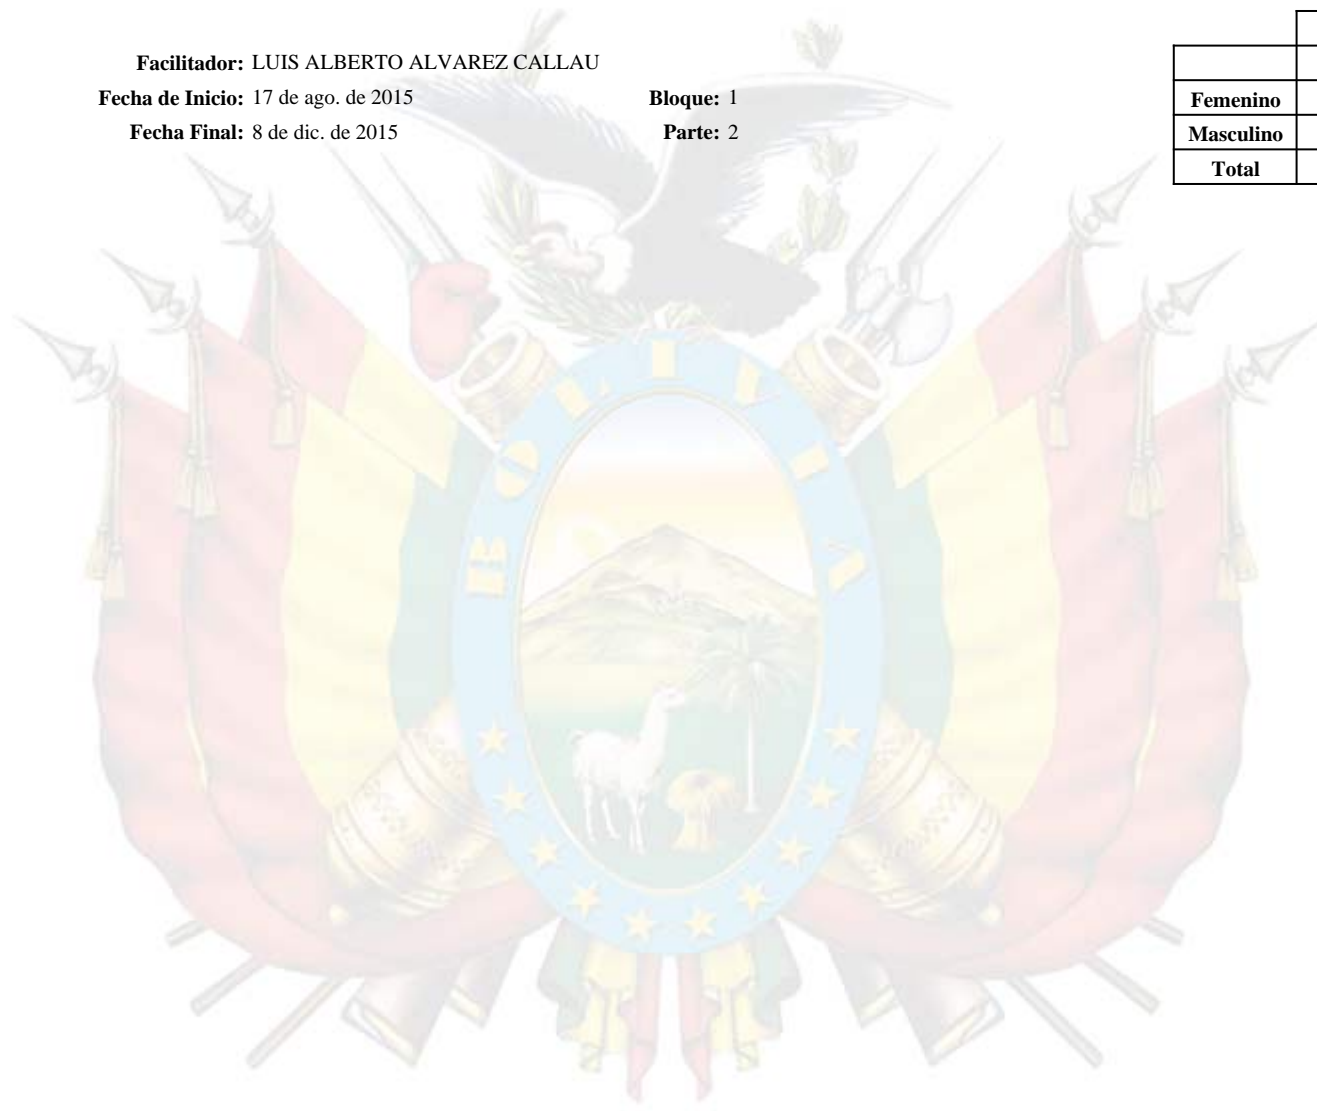 Facilitador: LUIS ALBERTO ALVAREZ CALLAU
Fecha de Inicio: 17 de ago. de 2015 Bloque: 1
Fecha Final: 8 de dic. de 2015 Parte: 2
Femenino
Masculino
Total
BOLIVIA